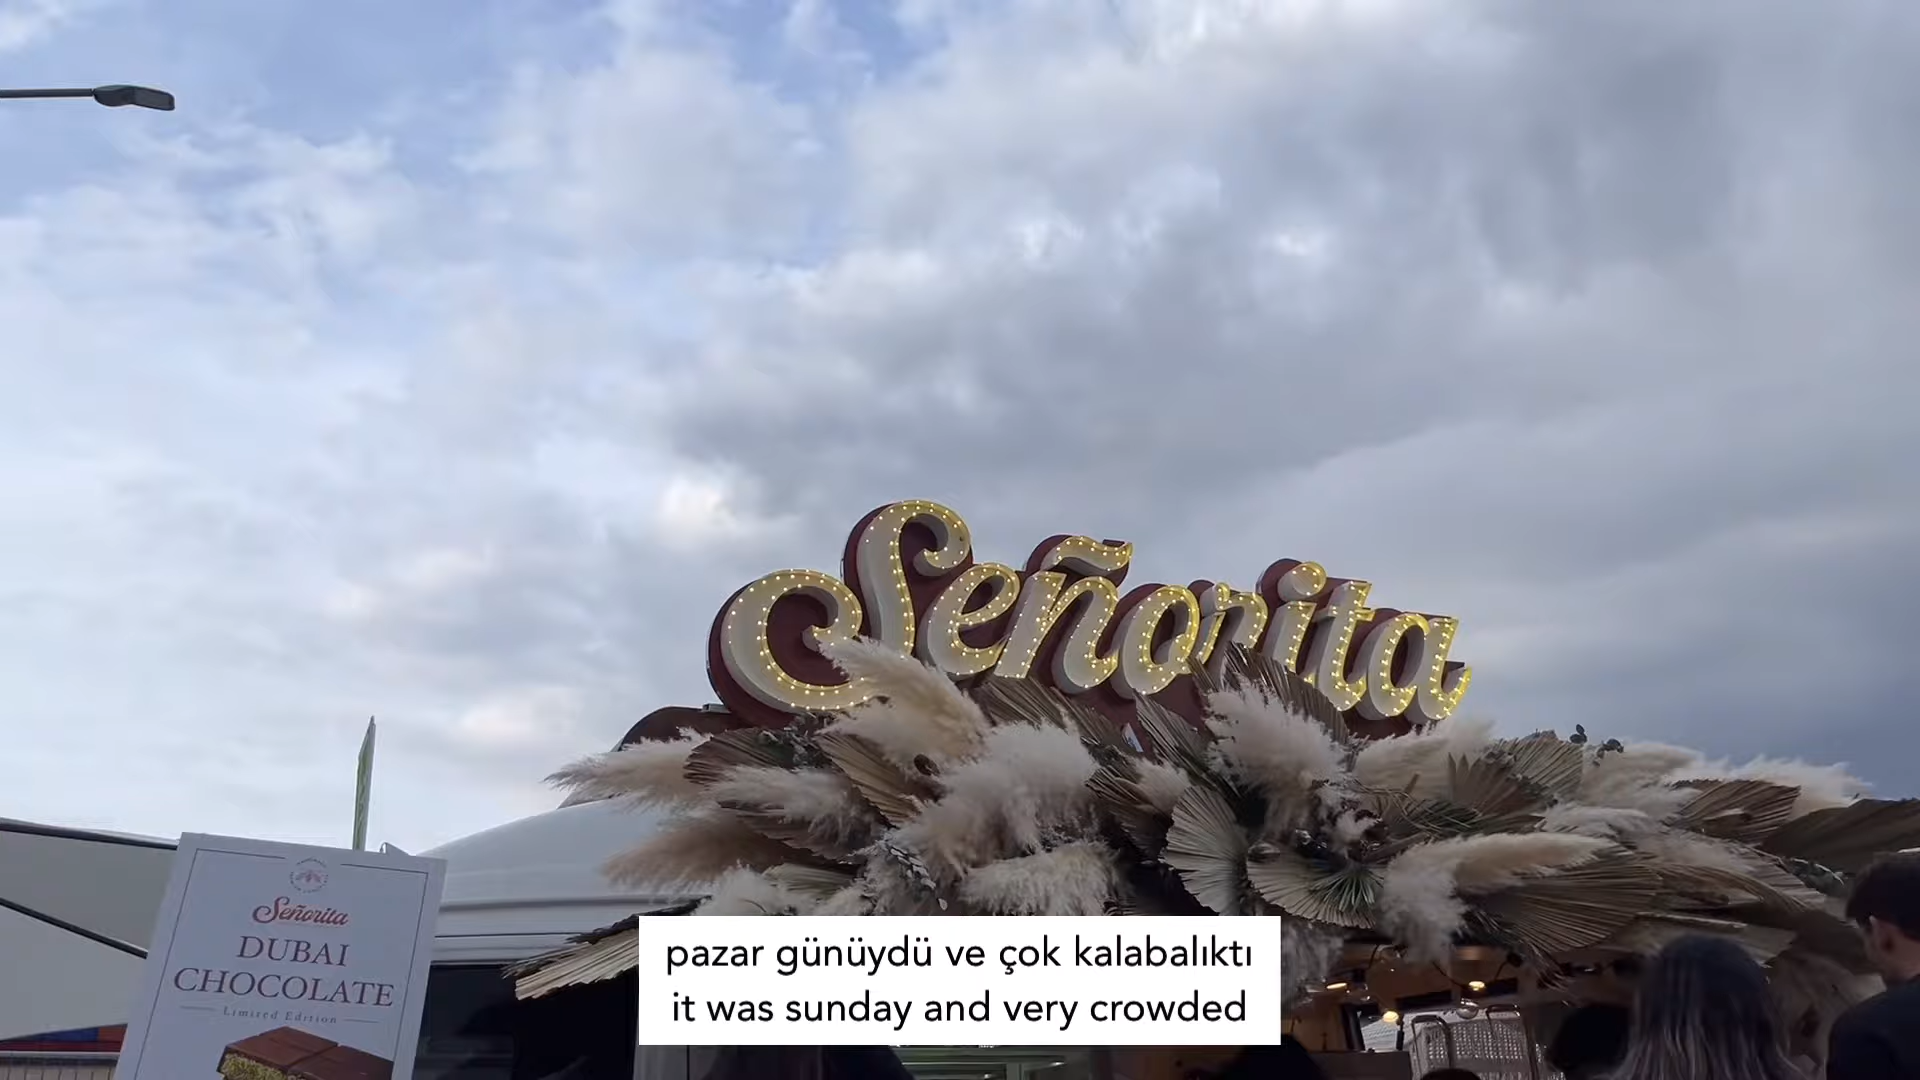 Señorita
Señorita
DUBAI
CHOCOLATE
Limited Edition
pazar günüydü ve çok kalabalıktı
it was sunday and very crowded